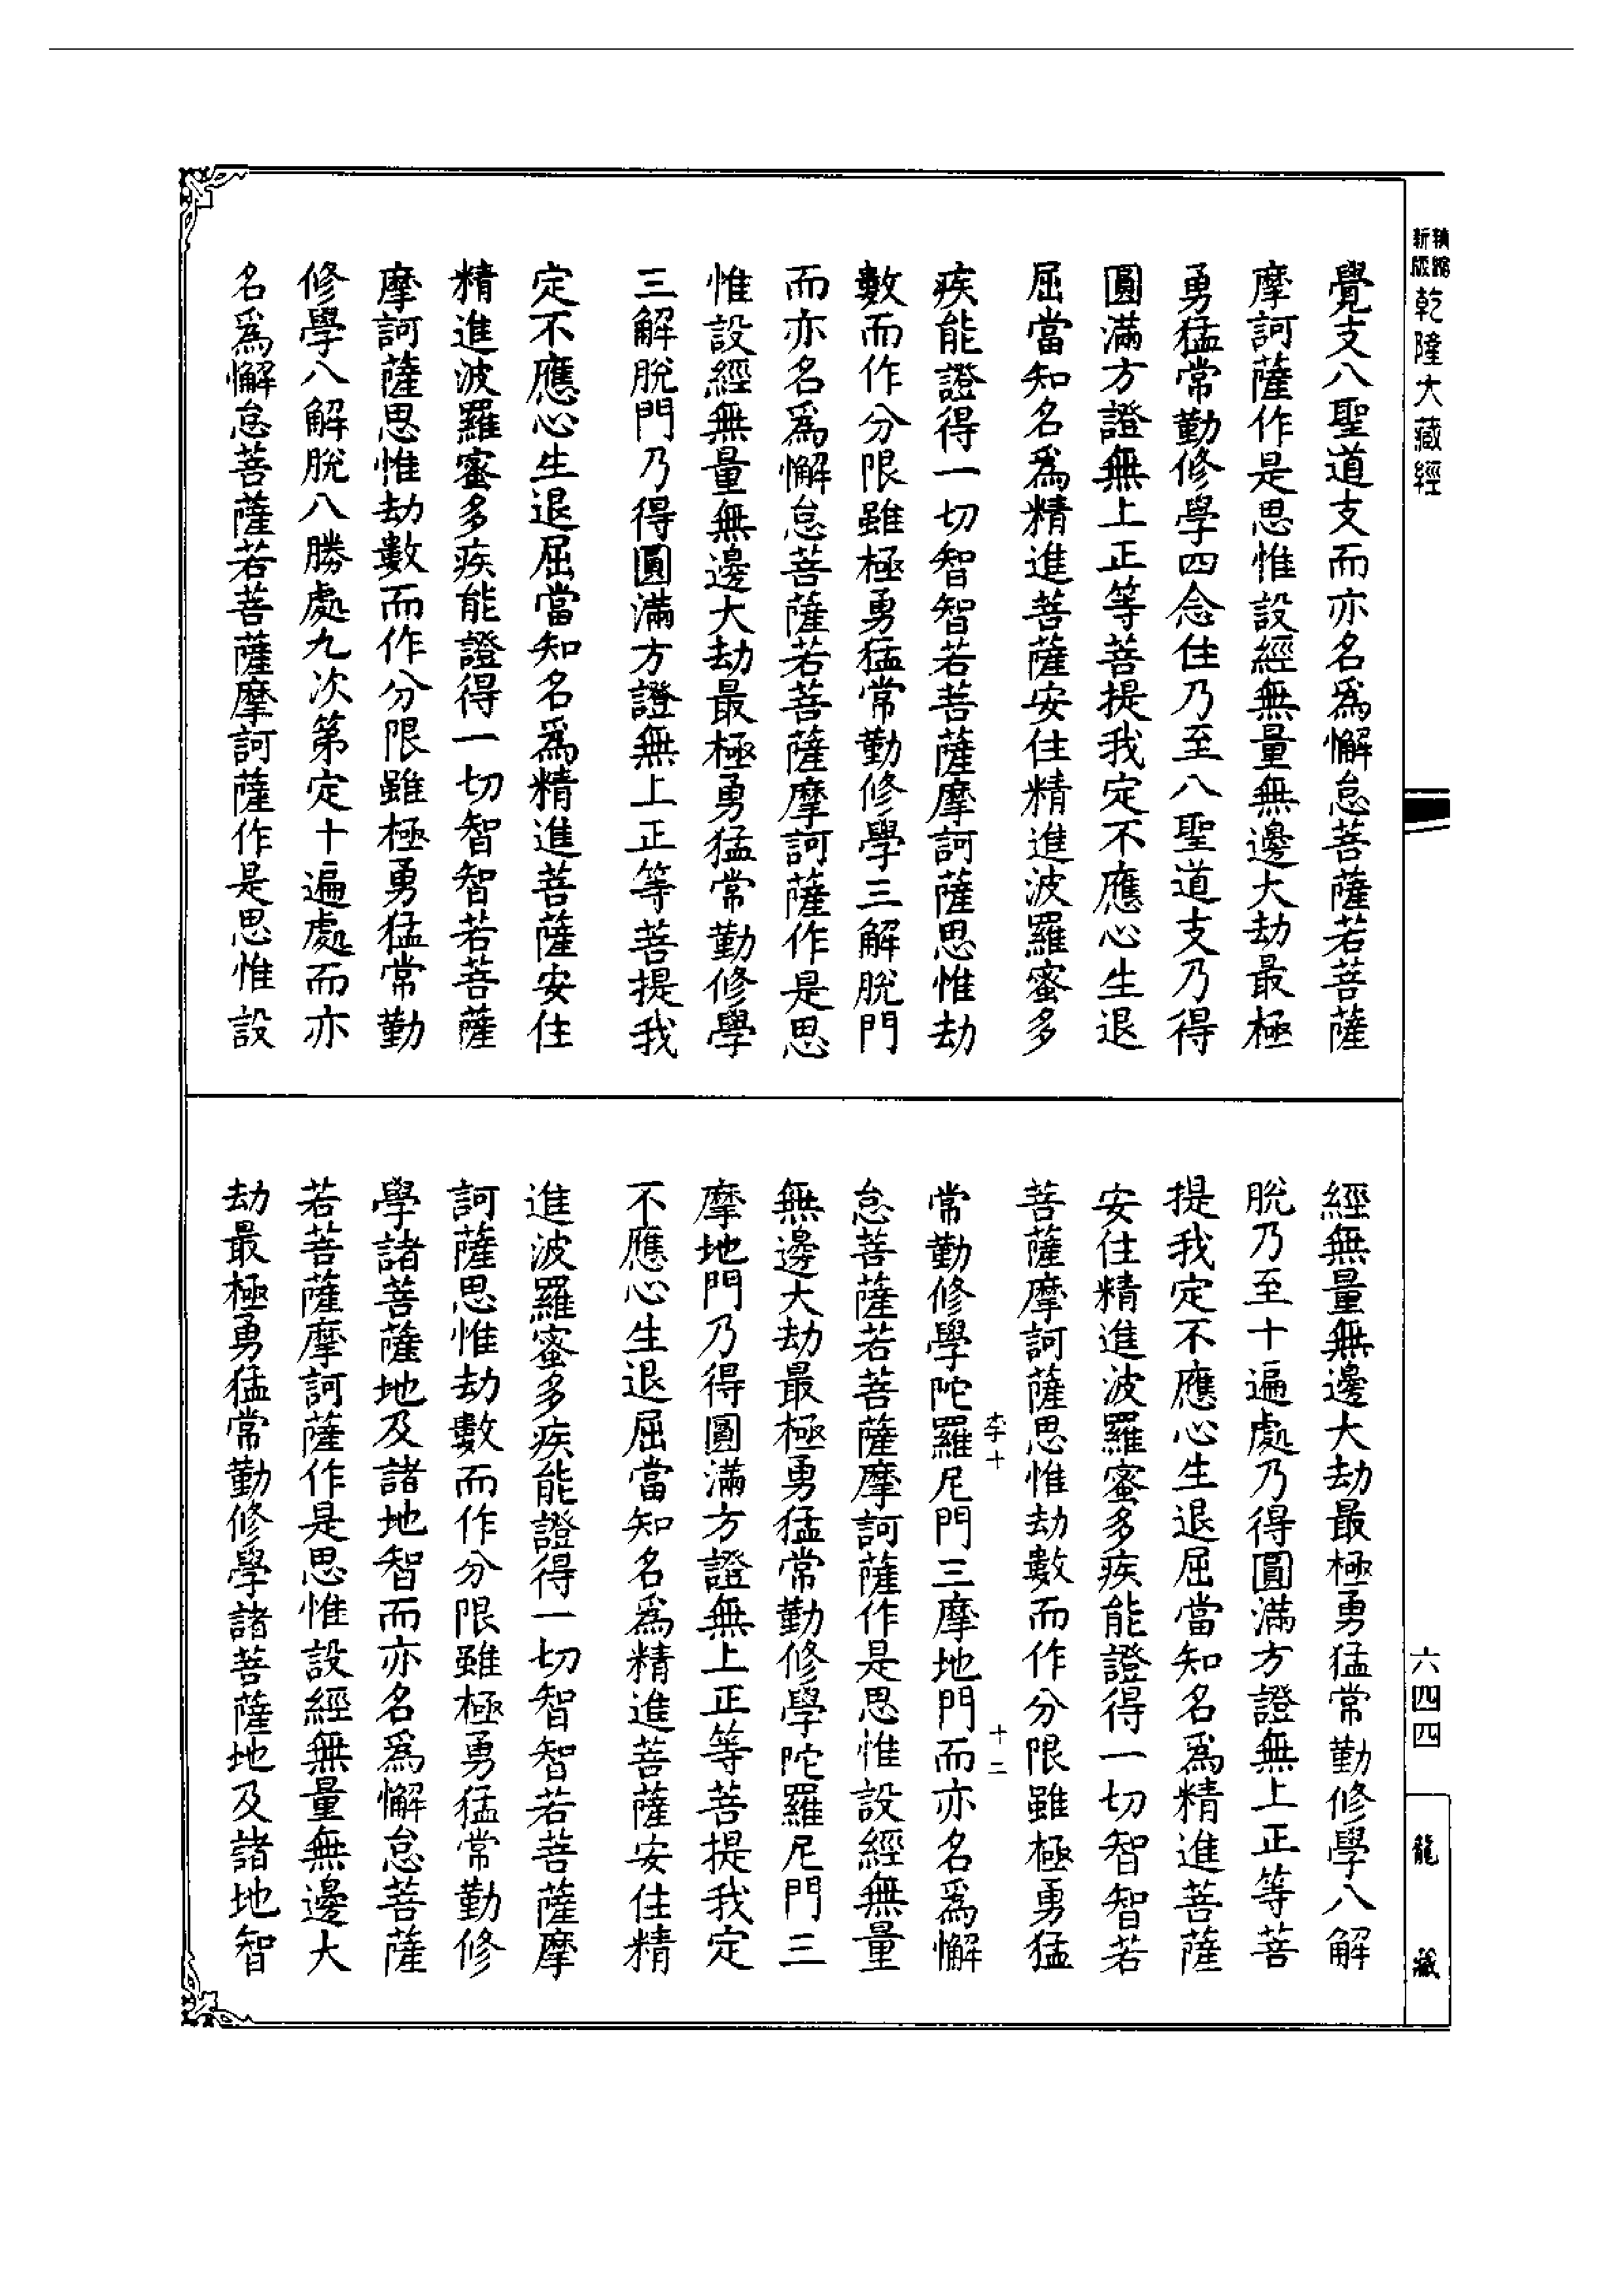 精縮新版乾隆大藏經
六四四
龍藏
覺支八聖道支而亦名爲懈怠菩薩若菩薩
摩訶薩作是思惟設經無量無邊大劫最極
勇猛常勤修學四念住乃至八聖道支乃得
圓滿方證無上正等菩提我定不應心生退
屈當知名爲精進菩薩安住精進波羅蜜多
疾能證得一切智智若菩薩摩訶薩思惟劫
數而作分限雖極勇猛常勤修學三解脫門
而亦名爲懈怠菩薩若菩薩摩訶薩作是思
惟設經無量無邊大劫最極勇猛常勤修學
三解脫門乃得圓滿方證無上正等菩提我
定不應心生退屈當知名爲精進菩薩安住
精進波羅蜜多疾能證得一切智智若菩薩
摩訶薩思惟劫數而作分限雖極勇猛常勤
修學八解脫八勝處九次第定十遍處而亦
名爲懈怠菩薩若菩薩摩訶薩作是思惟設
經無量無邊大劫最極勇猛常勤修學八解
脫乃至十遍處乃得圓滿方證無上正等菩
提我定不應心生退屈當知名爲精進菩薩
安住精進波羅蜜多疾能證得一切智智若
菩薩摩訶薩思惟劫數而作分限雖極勇猛
李十 十二
常勤修學陀羅尼門三摩地門而亦名爲懈
怠菩薩若菩薩摩訶薩作是思惟設經無量
無邊大劫最極勇猛常勤修學陀羅尼門三
摩地門乃得圓滿方證無上正等菩提我定
不應心生退屈當知名爲精進菩薩安住精
進波羅蜜多疾能證得一切智智若菩薩摩
訶薩思惟劫數而作分限雖極勇猛常勤修
學諸菩薩地及諸地智而亦名爲懈怠菩薩
若菩薩摩訶薩作是思惟設經無量無邊大
劫最極勇猛常勤修學諸菩薩地及諸地智